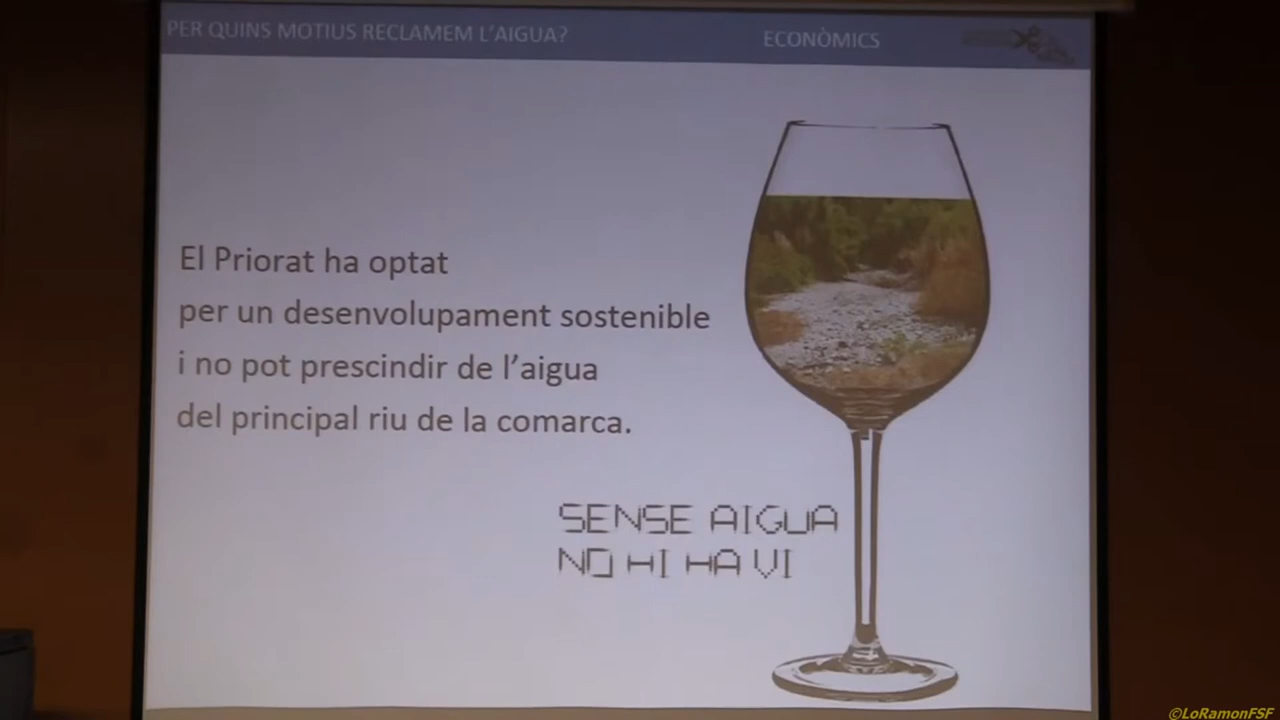 PER QUINS MOTIUS RECLAMEM L'AIGUA?
ECONÒMICS
El Priorat ha optat
per un desenvolupament sostenible
i no pot prescindir de l'aigua
del principal riu de la comarca.
SENSE AIGUA
NO HI HA VI
©LoRamonFSF